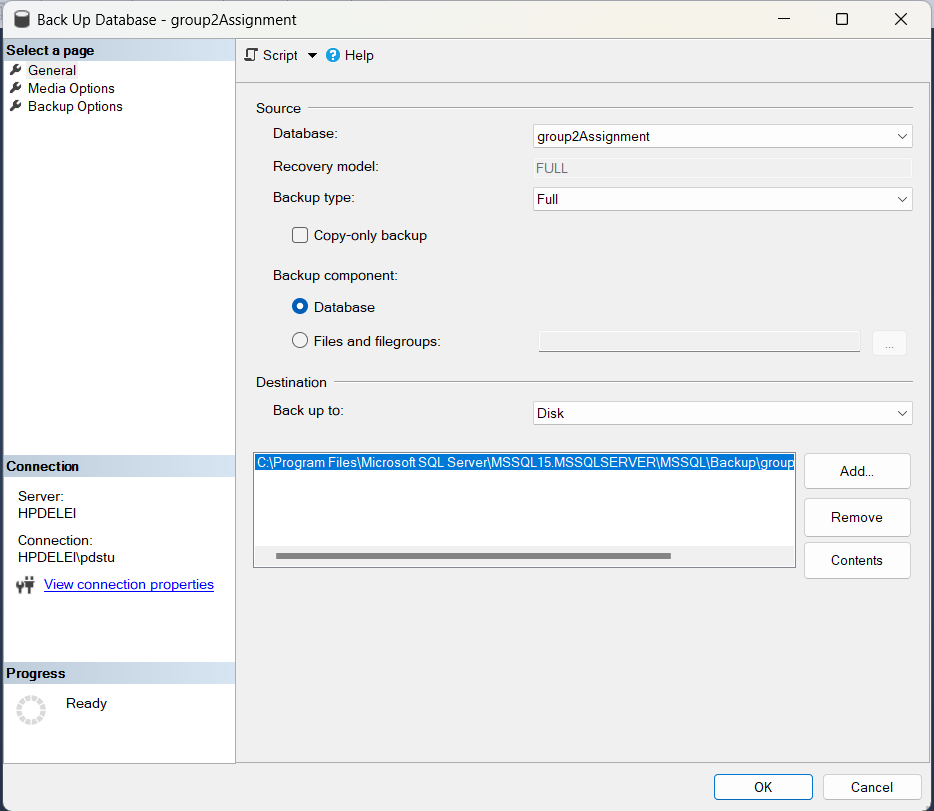 Back Up Database - group2Assignment
Select a page
General
Media Options
Backup Options
Script
Help
Source
Database:
group2Assignment
Recovery model:
FULL
Backup type:
Full
Copy-only backup
Backup component:
Database
Files and filegroups:
...
Destination
Back up to:
Disk
C:\Program Files\Microsoft SQL Server\MSSQL15.MSSQLSERVER\MSSQL\Backup\group
Add...
Remove
Contents
Connection
Server:
HPDELEI
Connection:
HPDELEI\pdstu
View connection properties
Progress
Ready
OK
Cancel